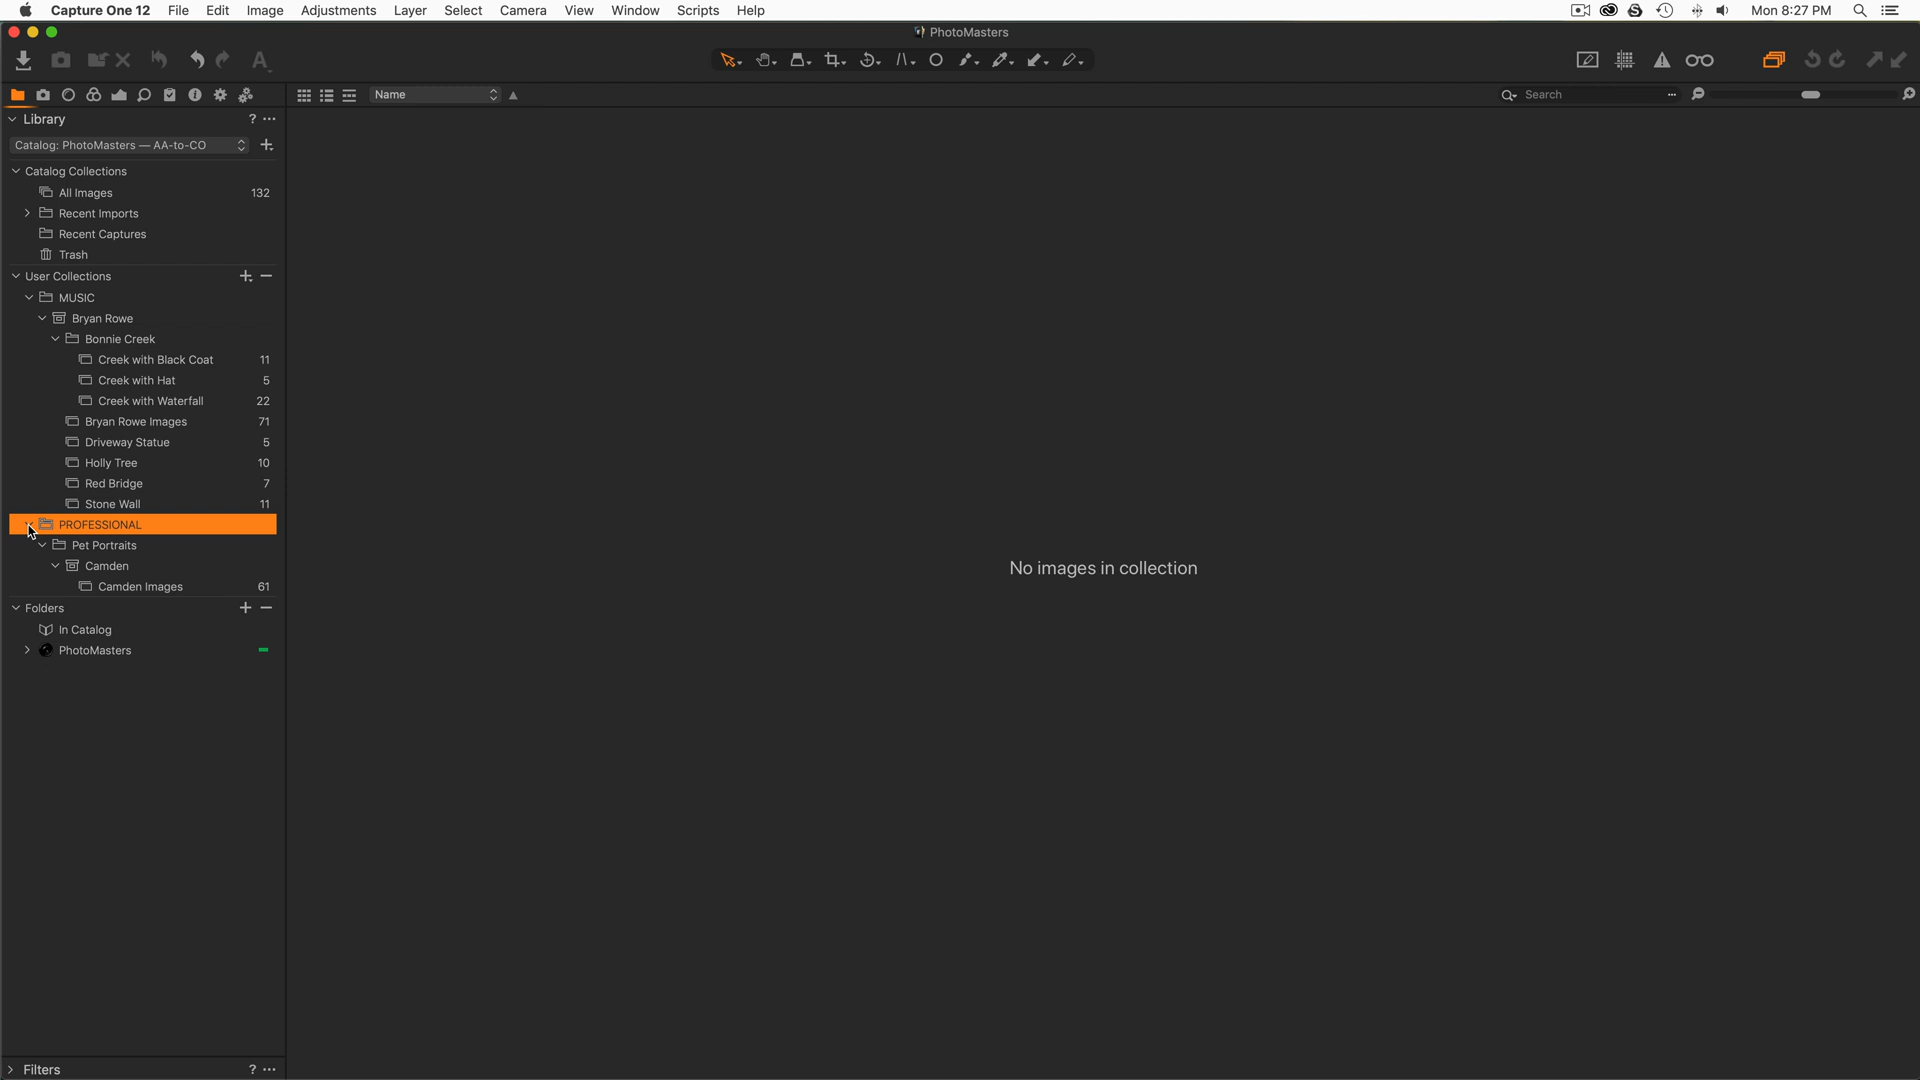 Capture One 12 File Edit Image Adjustments Layer Select Camera View Window Scripts Help Mon 8:27 PM
PhotoMasters
Name Search
Library ?
Catalog: PhotoMasters — AA-to-CO
Catalog Collections
All Images 132
Recent Imports
Recent Captures
Trash
User Collections
MUSIC
Bryan Rowe
Bonnie Creek
Creek with Black Coat 11
Creek with Hat 5
Creek with Waterfall 22
Bryan Rowe Images 71
Driveway Statue 5
Holly Tree 10
Red Bridge 7
Stone Wall 11
PROFESSIONAL
Pet Portraits
Camden
No images in collection
Camden Images 61
Folders
In Catalog
PhotoMasters
Filters ?